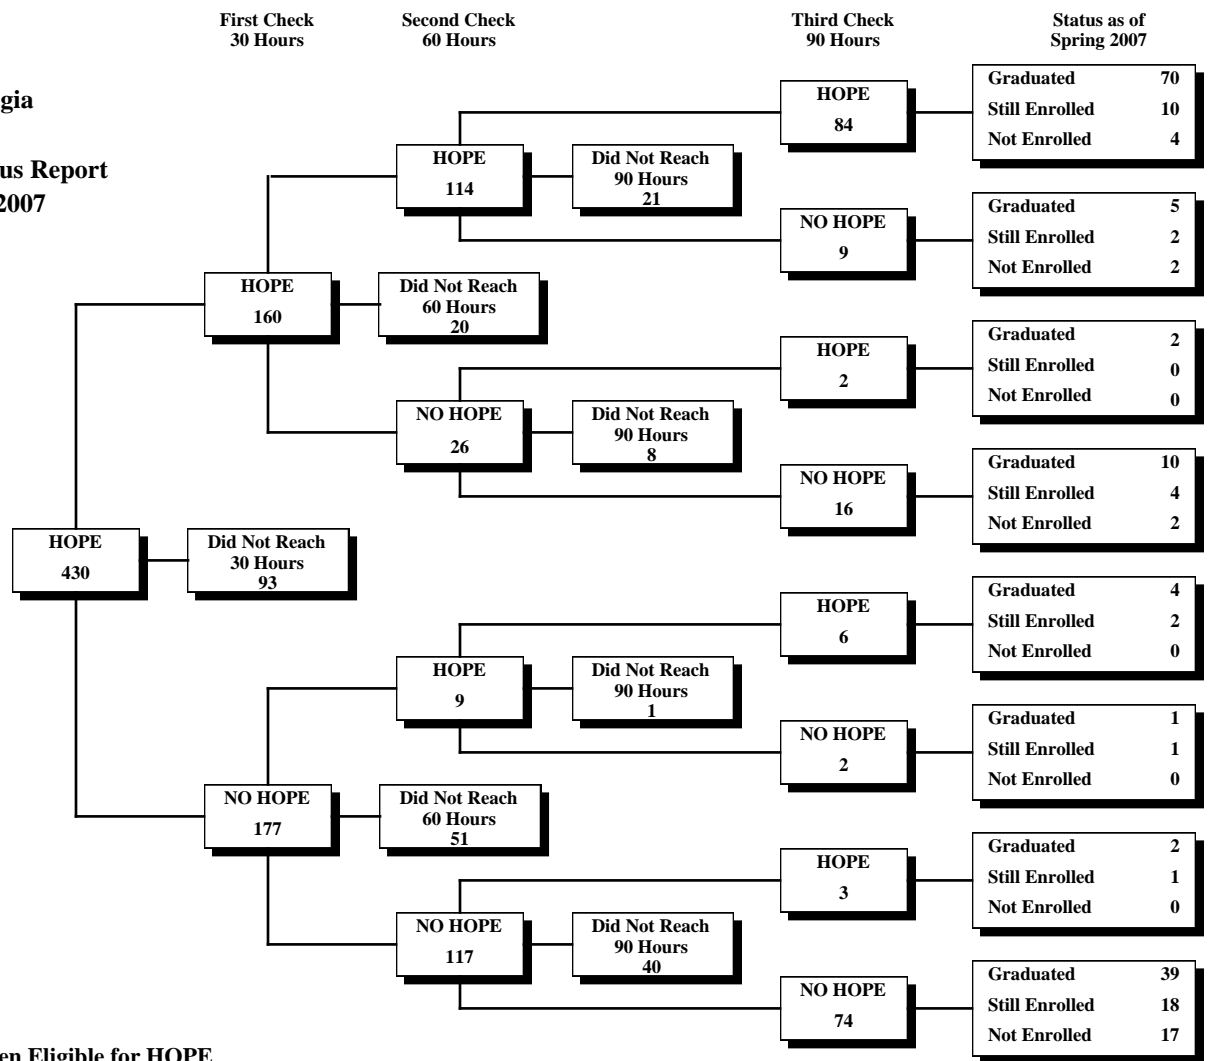 First Check
30 Hours
Second Check
60 Hours
Third Check
90 Hours
Status as of
Spring 2007
gia
us Report
2007
HOPE
84
Graduated 70
Still Enrolled 10
Not Enrolled 4
HOPE
114
Did Not Reach
90 Hours
21
NO HOPE
9
Graduated 5
Still Enrolled 2
Not Enrolled 2
HOPE
160
Did Not Reach
60 Hours
20
HOPE
2
Graduated 2
Still Enrolled 0
Not Enrolled 0
NO HOPE
26
Did Not Reach
90 Hours
8
NO HOPE
16
Graduated 10
Still Enrolled 4
Not Enrolled 2
HOPE
430
Did Not Reach
30 Hours
93
HOPE
6
Graduated 4
Still Enrolled 2
Not Enrolled 0
HOPE
9
Did Not Reach
90 Hours
1
NO HOPE
2
Graduated 1
Still Enrolled 1
Not Enrolled 0
NO HOPE
177
Did Not Reach
60 Hours
51
HOPE
3
Graduated 2
Still Enrolled 1
Not Enrolled 0
NO HOPE
117
Did Not Reach
90 Hours
40
NO HOPE
74
Graduated 39
Still Enrolled 18
Not Enrolled 17
en Eligible for HOPE